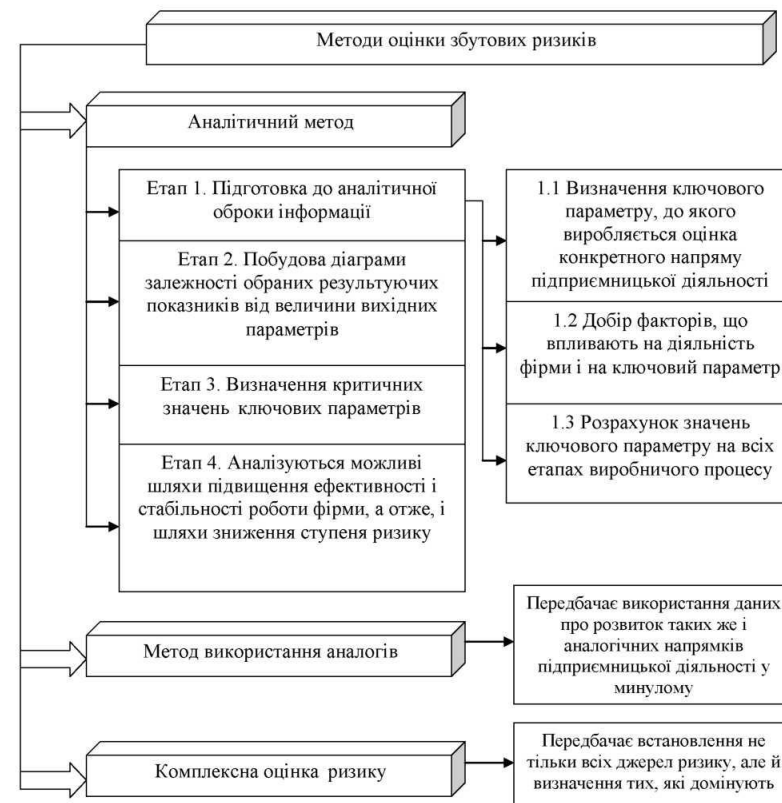 Методи оцінки збутових ризиків
Аналітичний метод
Етап 1. Підготовка до аналітичної
оброки інформації
Етап 2. Побудова діаграми
залежності обраних результуючих
показників від величини вихідних
параметрів
Етап 3. Визначення критичних
значень ключових параметрів
Етап 4. Аналізуються можливі
шляхи підвищення ефективності і
стабільності роботи фірми, а отже, і
шляхи зниження ступеня ризику
1.1 Визначення ключового
параметру, до якого
виробляється оцінка
конкретного напряму
підприємницької діяльності
1.2 Добір факторів, що
впливають на діяльність
фірми і на ключовий параметр
1.3 Розрахунок значень
ключового параметру на всіх
етапах виробничого процесу
Метод використання аналогів
Передбачає використання даних
про розвиток таких же і
аналогічних напрямків
підприємницької діяльності у
минулому
Комплексна оцінка ризику
Передбачає встановлення не
тільки всіх джерел ризику, але й
визначення тих, які домінують